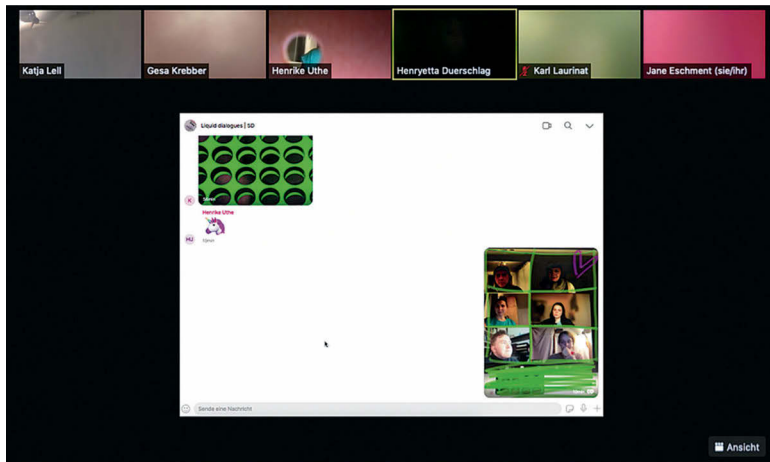 Katja Lell
Gesa Krebber
Henrike Uthe
Henryetta Duerschlag
Karl Laurinat
Jane Eschment (sie/ihr)
Liquid dialogues | SD
K
Henrike Uthe
HU
Sende eine Nachricht
Ansicht